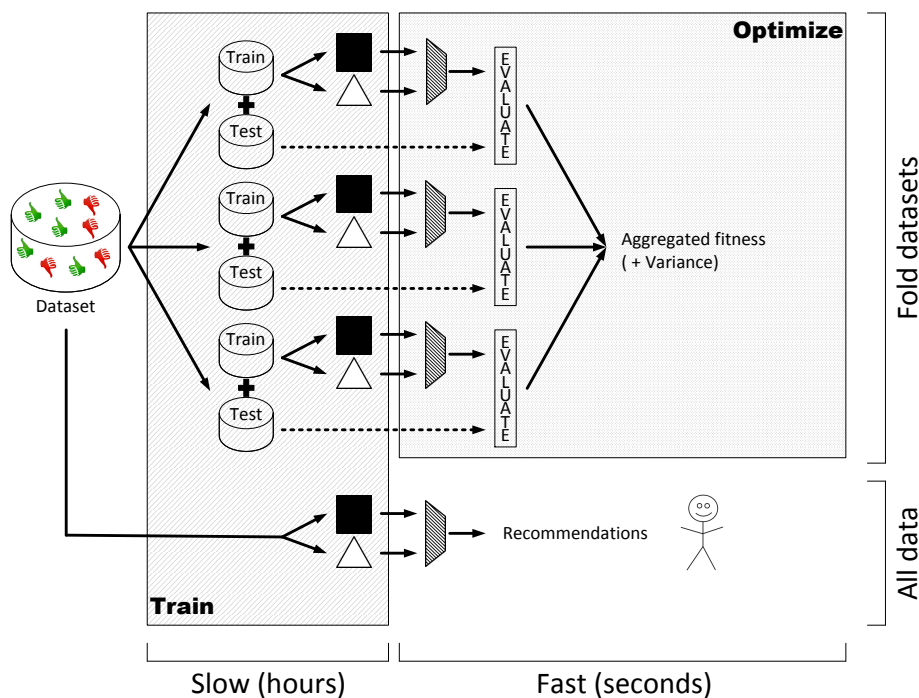 Optimize
Train
Test
EVALUATE
Train
Test
EVALUATE
Train
Test
EVALUATE
Dataset
Aggregated fitness
( + Variance)
Fold datasets
Recommendations
All data
Train
Slow (hours)
Fast (seconds)